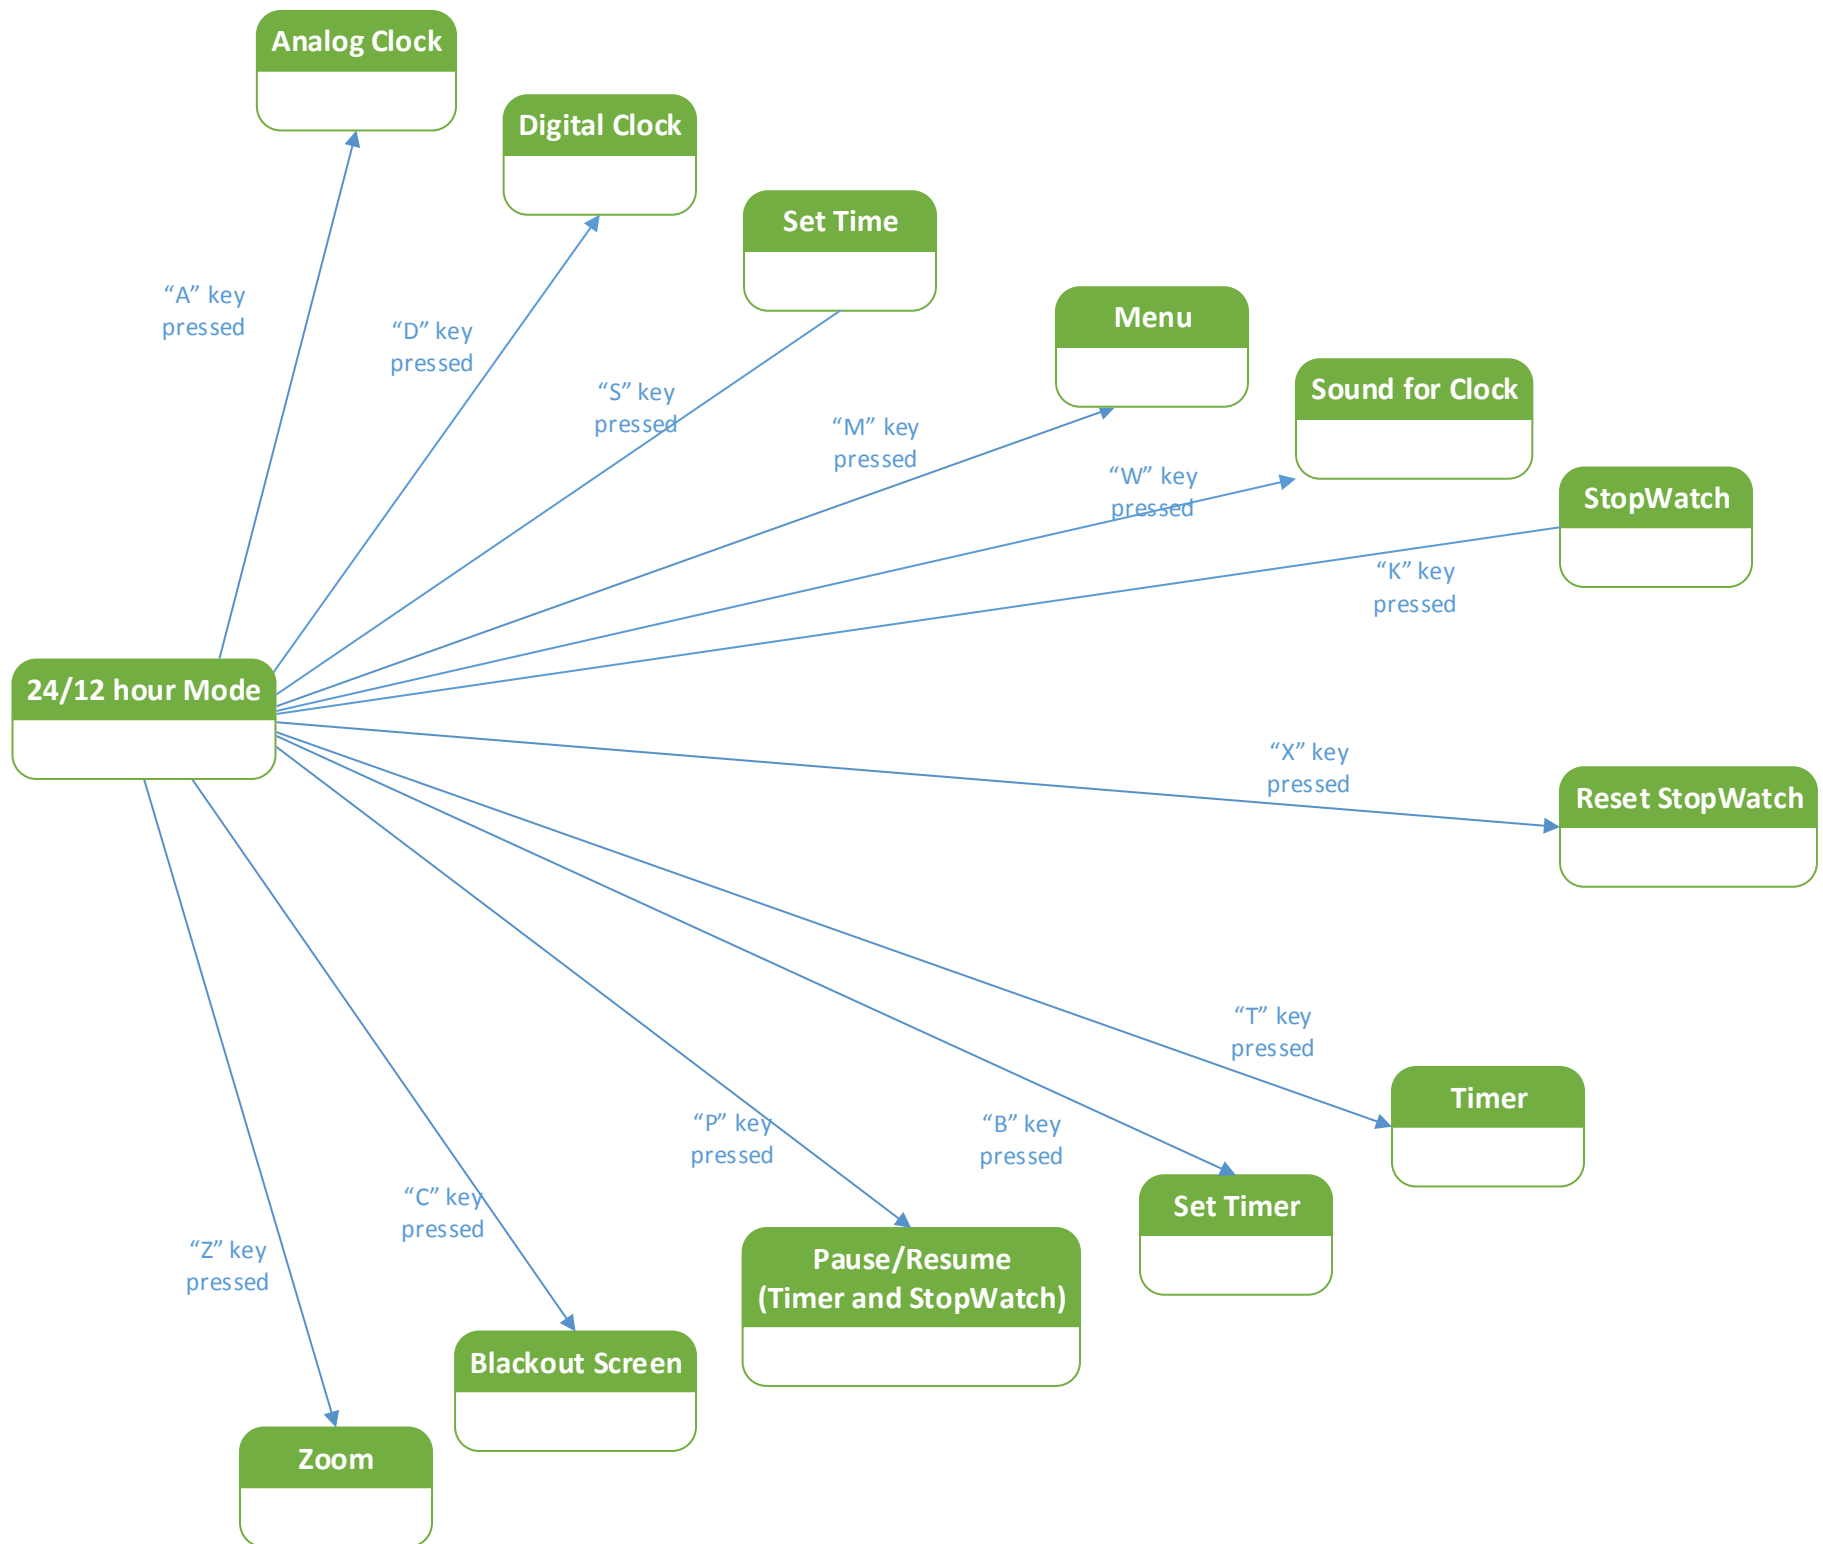 Analog Clock
Digital Clock
Set Time
“A” key
pressed
Menu
“D” key
pressed
Sound for Clock
“S” key
pressed
“M” key
pressed
“W” key
pressed
StopWatch
“K” key
pressed
24/12 hour Mode
“X” key
pressed
Reset StopWatch
“T” key
pressed
Timer
“P” key
pressed
“B” key
pressed
“C” key
pressed
Set Timer
“Z” key
pressed
Pause/Resume
(Timer and StopWatch)
Blackout Screen
Zoom